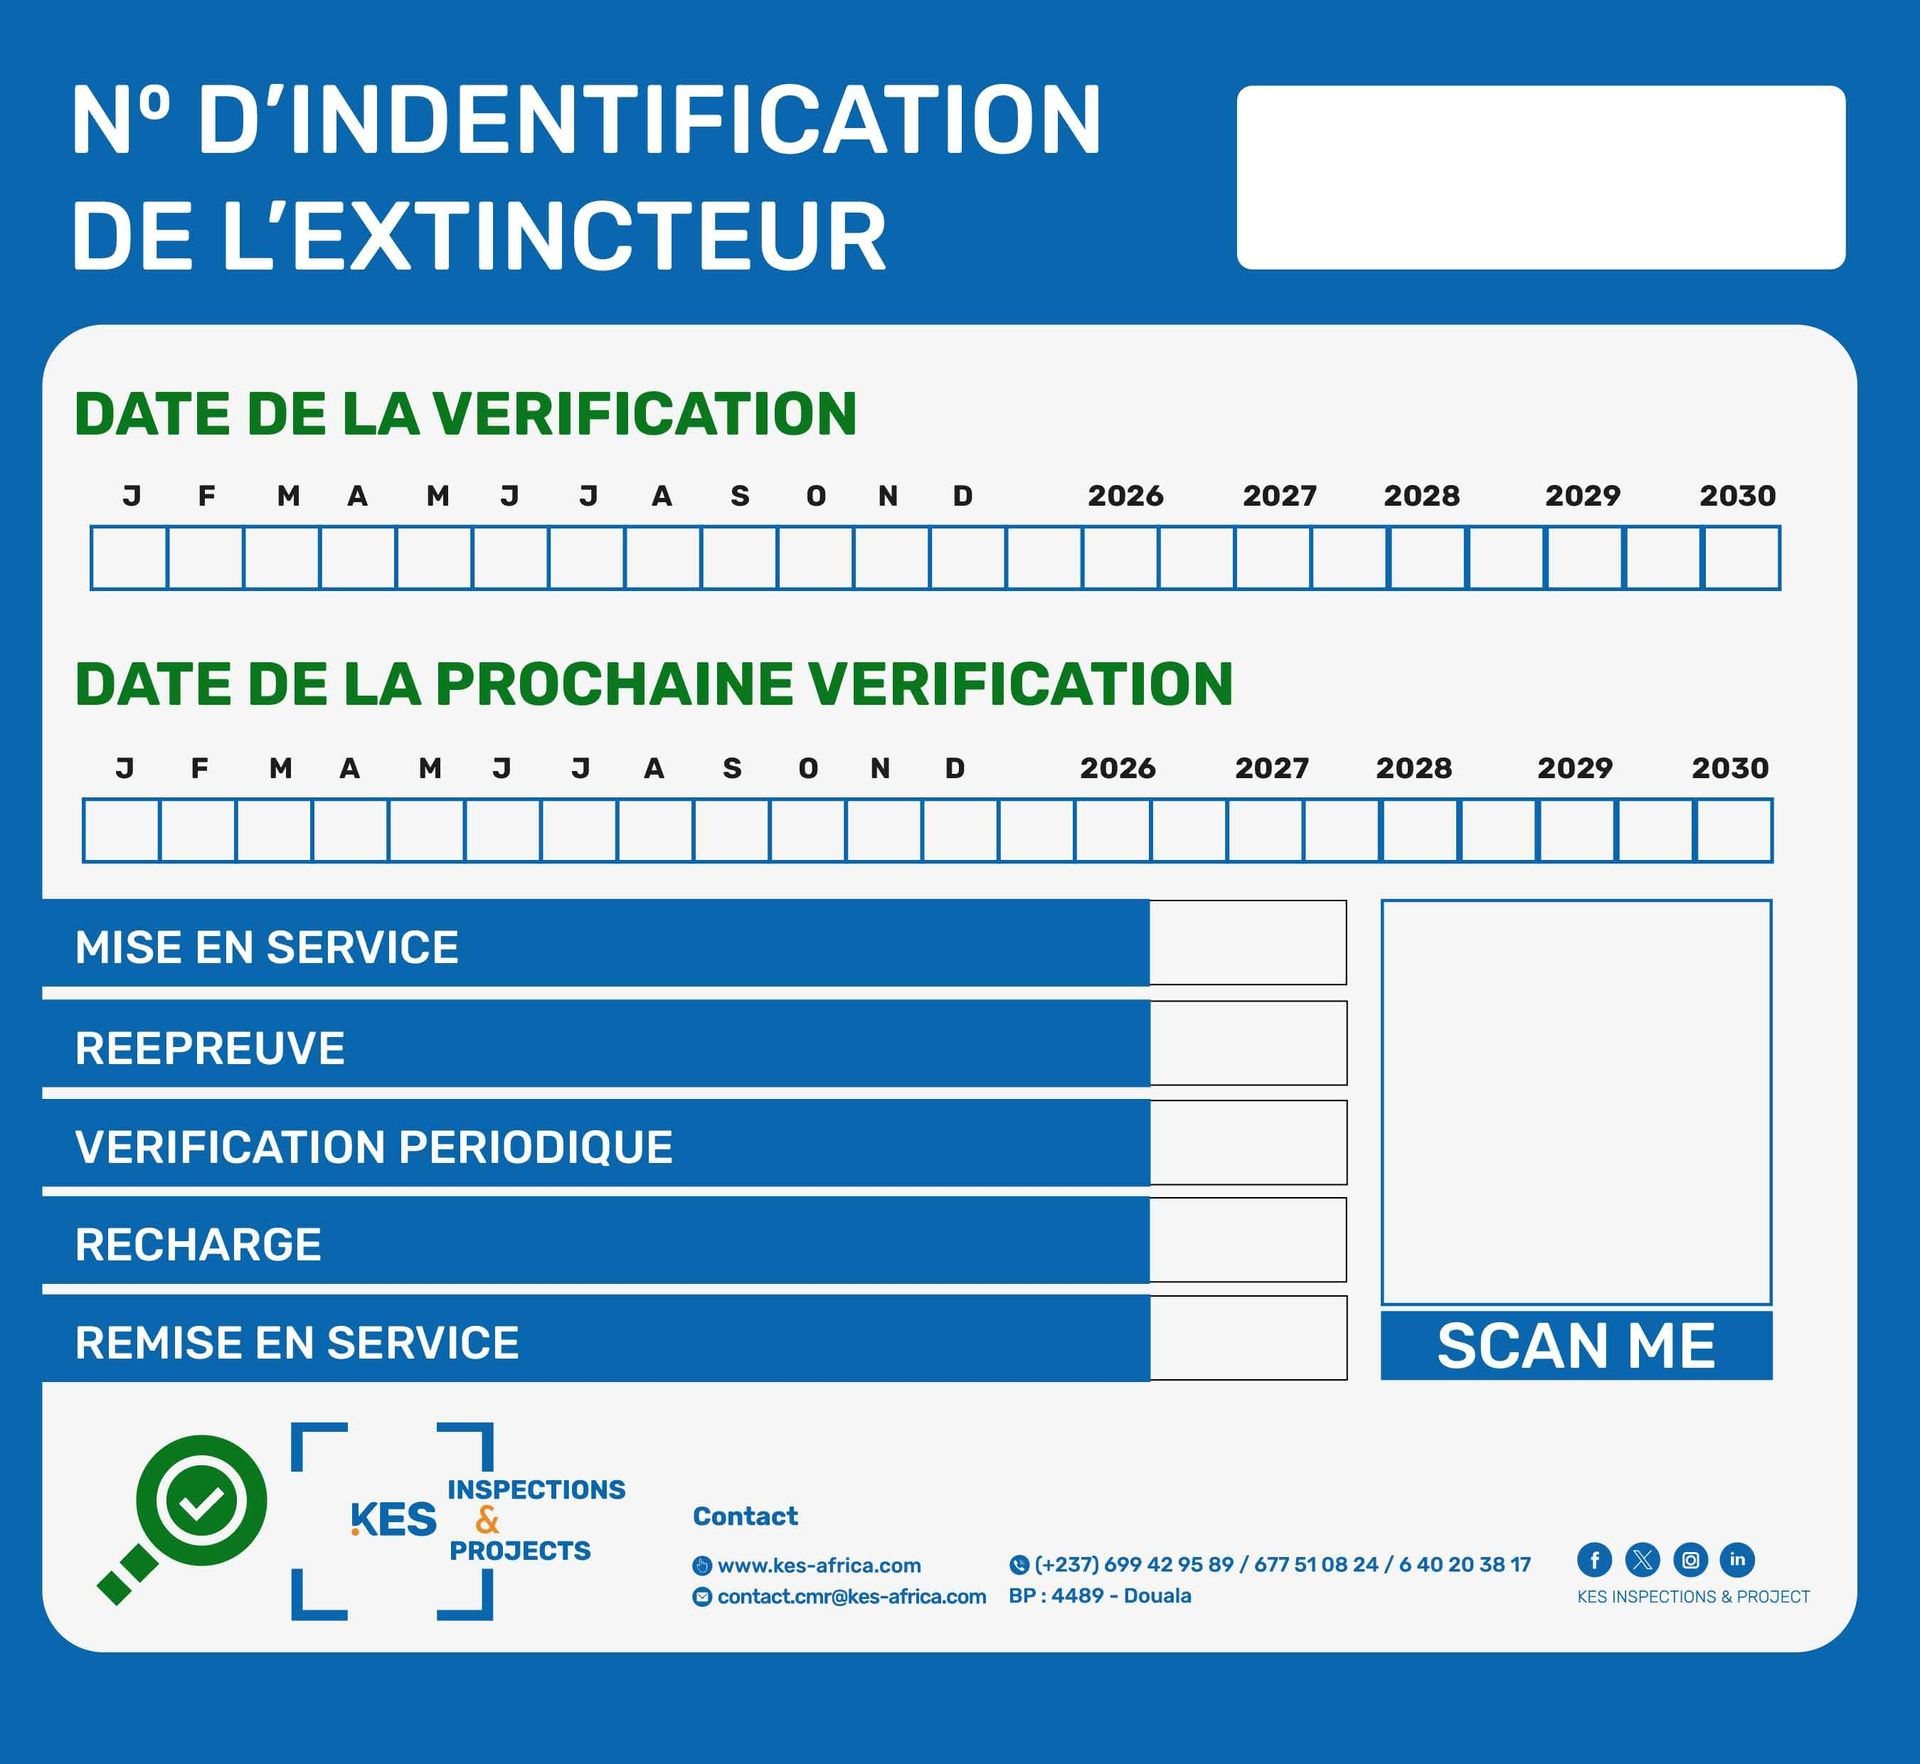 Nº D’INDENTIFICATION
DE L’EXTINCTEUR
DATE DE LA VERIFICATION
J F M A M J J A S O N D 2026 2027 2028 2029 2030
DATE DE LA PROCHAINE VERIFICATION
J F M A M J J A S O N D 2026 2027 2028 2029 2030
MISE EN SERVICE
REEPREUVE
VERIFICATION PERIODIQUE
RECHARGE
REMISE EN SERVICE
SCAN ME
KES INSPECTIONS
&
PROJECTS
Contact
www.kes-africa.com
contact.cmr@kes-africa.com
(+237) 699 42 95 89 / 677 51 08 24 / 6 40 20 38 17
BP : 4489 - Douala
KES INSPECTIONS & PROJECT